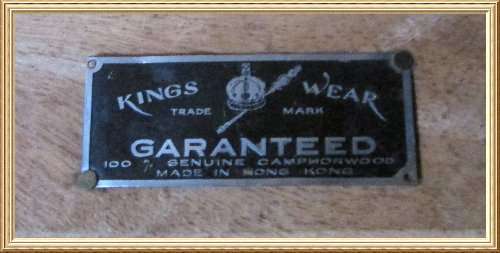 KINGS WEAR
TRADE MARK
GARANTEED
100 % GENUINE CAMPHORWOOD
MADE IN HONG KONG